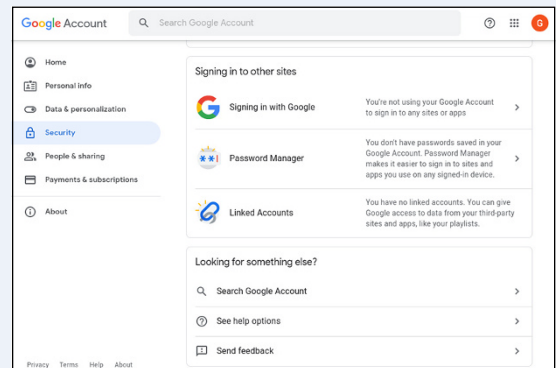 Google Account
Search Google Account
G
Home
Personal info
Data & personalization
Security
People & sharing
Payments & subscriptions
About
Signing in to other sites
Signing in with Google
You're not using your Google Account
to sign in to any sites or apps
Password Manager
You don't have passwords saved in your
Google Account. Password Manager
makes it easier to sign in to sites and
apps you use on any signed-in device.
Linked Accounts
You have no linked accounts. You can give
Google access to data from your third-party
sites and apps, like your playlists.
Looking for something else?
Search Google Account
See help options
Send feedback
Privacy Terms Help About